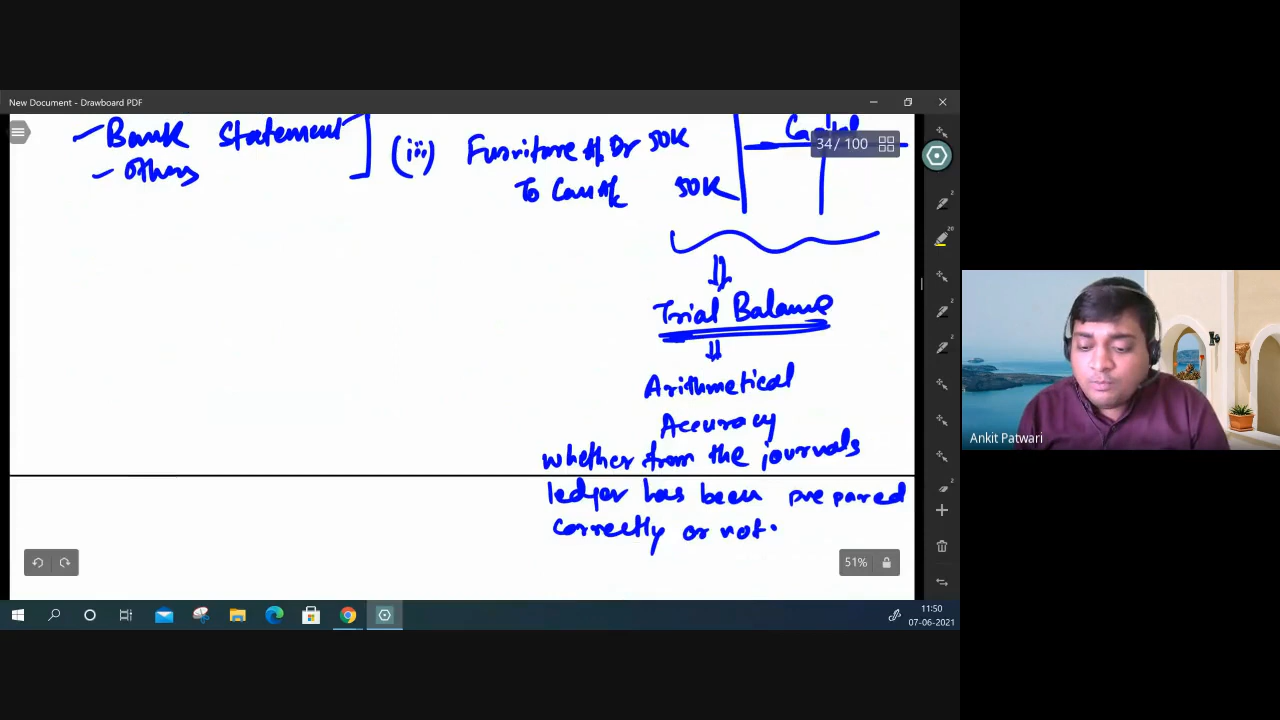 New Document - Drawboard PDF
- Bank Statement
- Others
(iii) Furniture A/c Dr 50K
To Cash A/c 50K
Capital
34 / 100
Trial Balance
Arithmetical
Accuracy
whether from the journals
ledger has been prepared
correctly or not.
51%
11:50
07-06-2021
Ankit Patwari